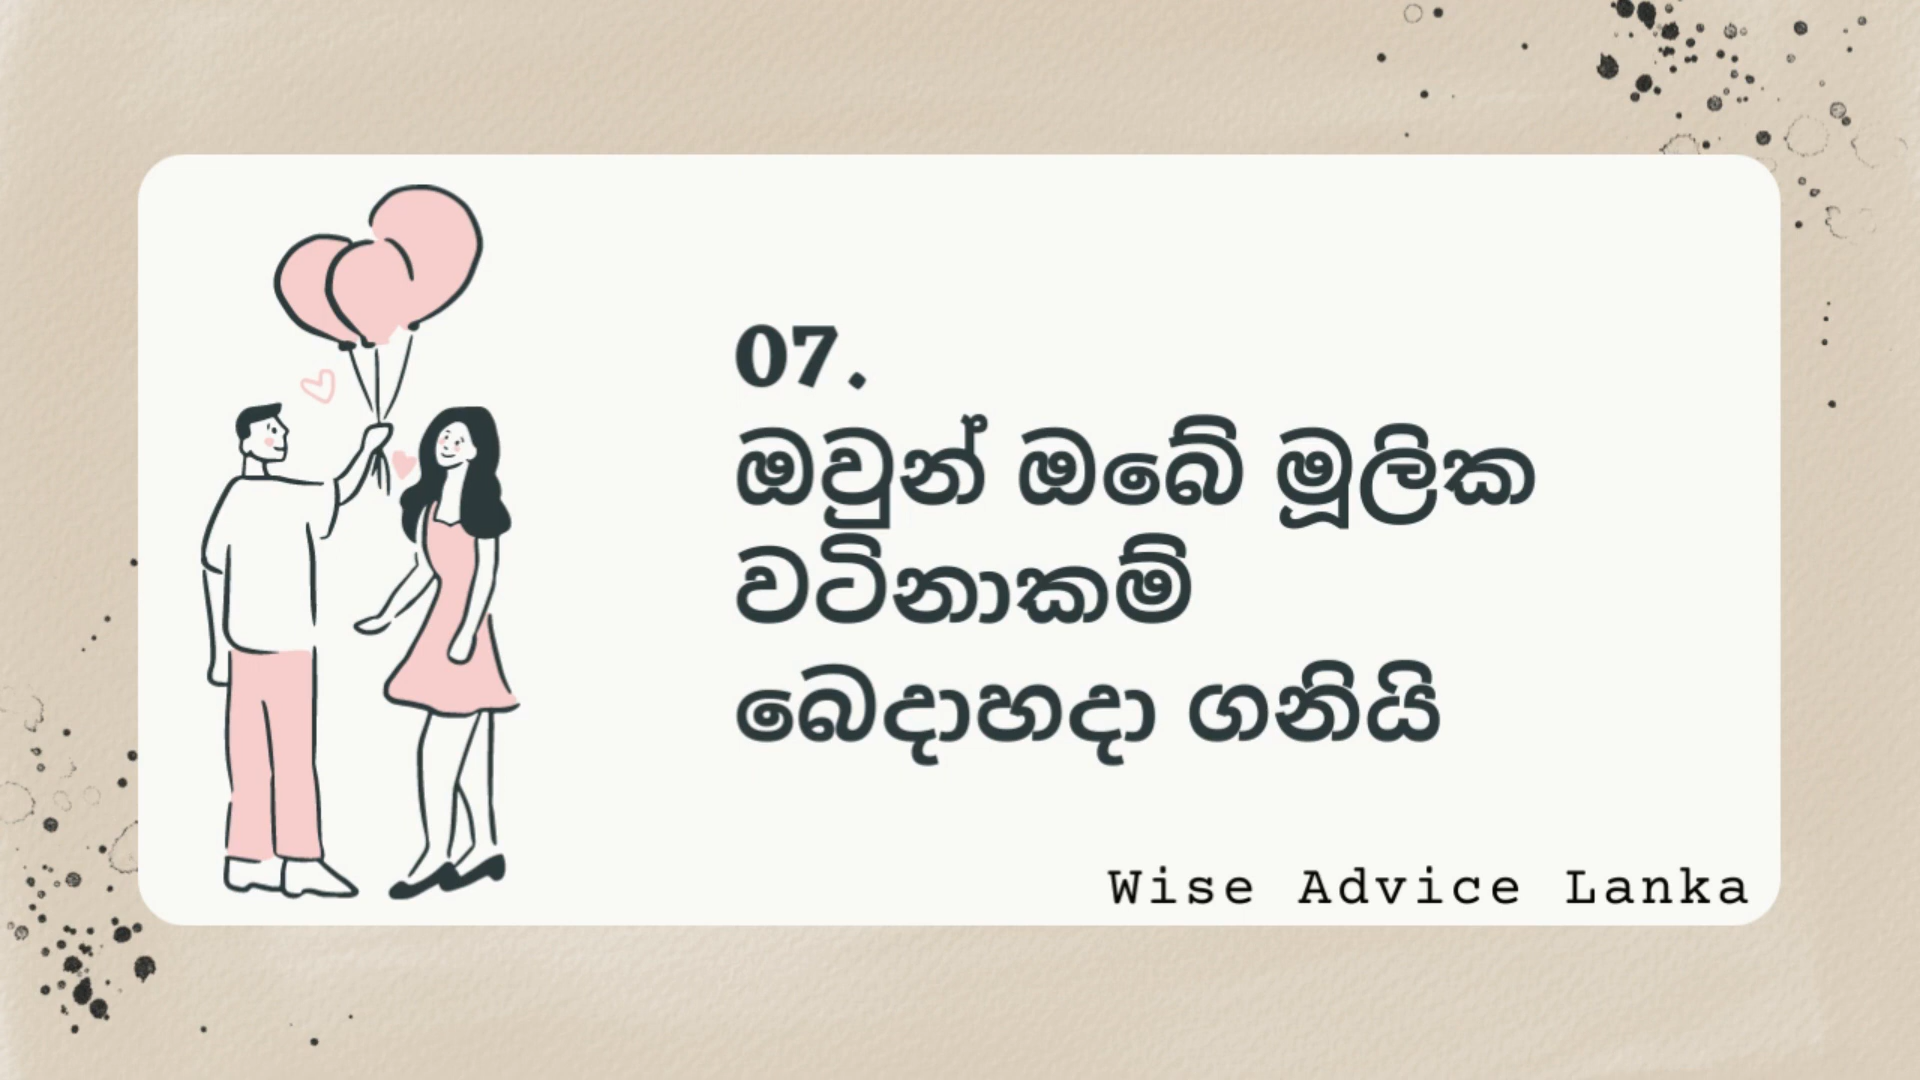 07.
ඔවුන් ඔබේ මූලික
වටිනාකම්
බෙදාහදා ගනියි
Wise Advice Lanka